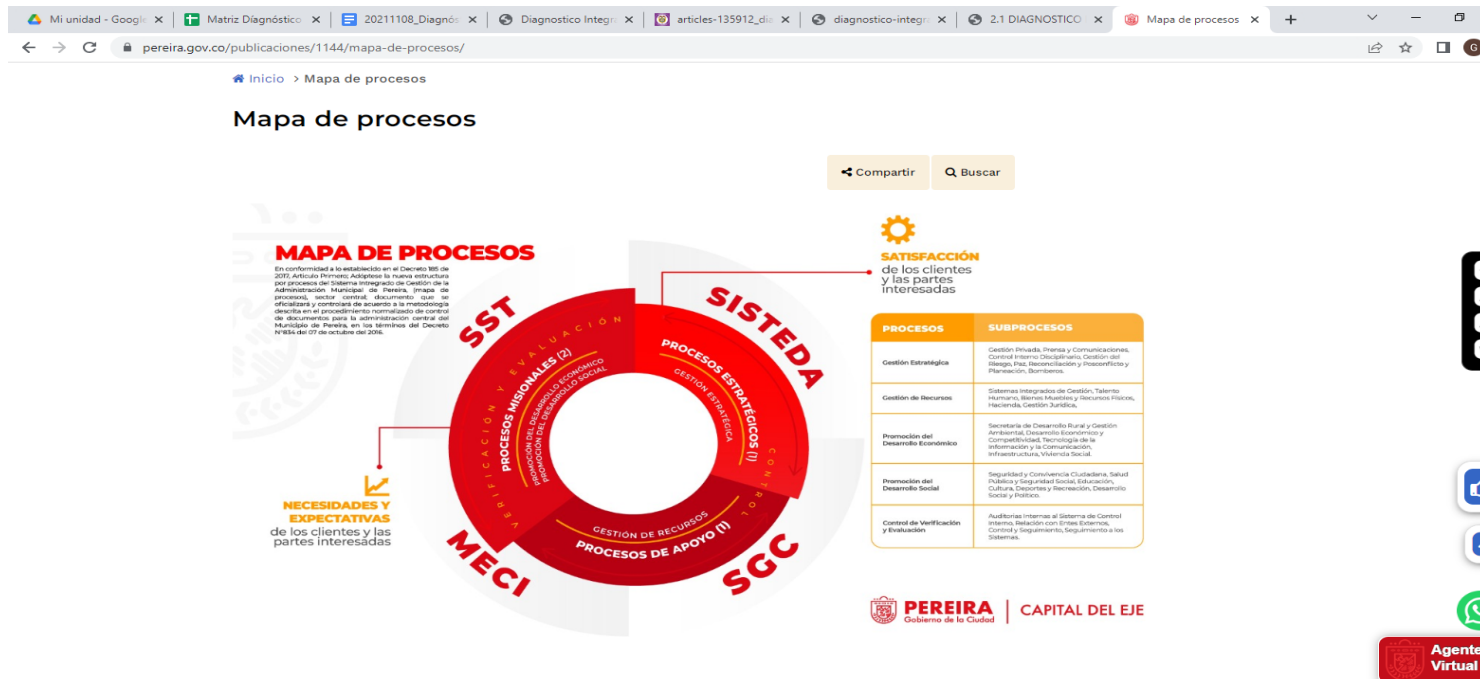 Mi unidad - Google
Matriz Diagnóstico
20211108_Diagnós
Diagnostico Integr
articles-135912_dia
diagnostico-integr
2.1 DIAGNOSTICO
Mapa de procesos
pereira.gov.co/publicaciones/1144/mapa-de-procesos/
G
Inicio > Mapa de procesos
Mapa de procesos
Compartir
Buscar
MAPA DE PROCESOS
En conformidad a lo establecido en el Decreto 185 de
2017, Artículo Primero; Adóptese la nueva estructura
por procesos del Sistema Integrado de Gestión de la
Administración Municipal de Pereira, (mapa de
procesos), sector central, documento que se
oficializará y controlará de acuerdo a la metodología
descrita en el procedimiento normalizado de control
de documentos para la administración central del
Municipio de Pereira, en los términos del Decreto
N°834 del 07 de octubre del 2016.
SST
SISTEDA
MECI
SGC
VERIFICACIÓN Y EVALUACIÓN
CONTROL
PROCESOS MISIONALES (2)
PROMOCIÓN DEL DESARROLLO ECONÓMICO
PROMOCIÓN DEL DESARROLLO SOCIAL
PROCESOS ESTRATÉGICOS (1)
GESTIÓN ESTRATÉGICA
GESTIÓN DE RECURSOS
PROCESOS DE APOYO (1)
NECESIDADES Y
EXPECTATIVAS
de los clientes y las
partes interesadas
SATISFACCIÓN
de los clientes
y las partes
interesadas
PROCESOS SUBPROCESOS
Gestión Estratégica
Gestión Privada, Prensa y Comunicaciones,
Control Interno Disciplinario, Gestión del
Riesgo, Paz, Reconciliación y Posconflicto y
Planeación, Bomberos.
Gestión de Recursos
Sistemas Integrados de Gestión, Talento
Humano, Bienes Muebles y Recursos Físicos,
Hacienda, Gestión Jurídica,
Promoción del
Desarrollo Económico
Secretaría de Desarrollo Rural y Gestión
Ambiental, Desarrollo Económico y
Competitividad, Tecnología de la
Información y la Comunicación,
Infraestructura, Vivienda Social.
Promoción del
Desarrollo Social
Seguridad y Convivencia Ciudadana, Salud
Pública y Seguridad Social, Educación,
Cultura, Deportes y Recreación, Desarrollo
Social y Político.
Control de Verificación
y Evaluación
Auditorías Internas al Sistema de Control
Interno, Relación con Entes Externos,
Control y Seguimiento, Seguimiento a los
Sistemas.
PEREIRA
Gobierno de la Ciudad
CAPITAL DEL EJE
Agente
Virtual